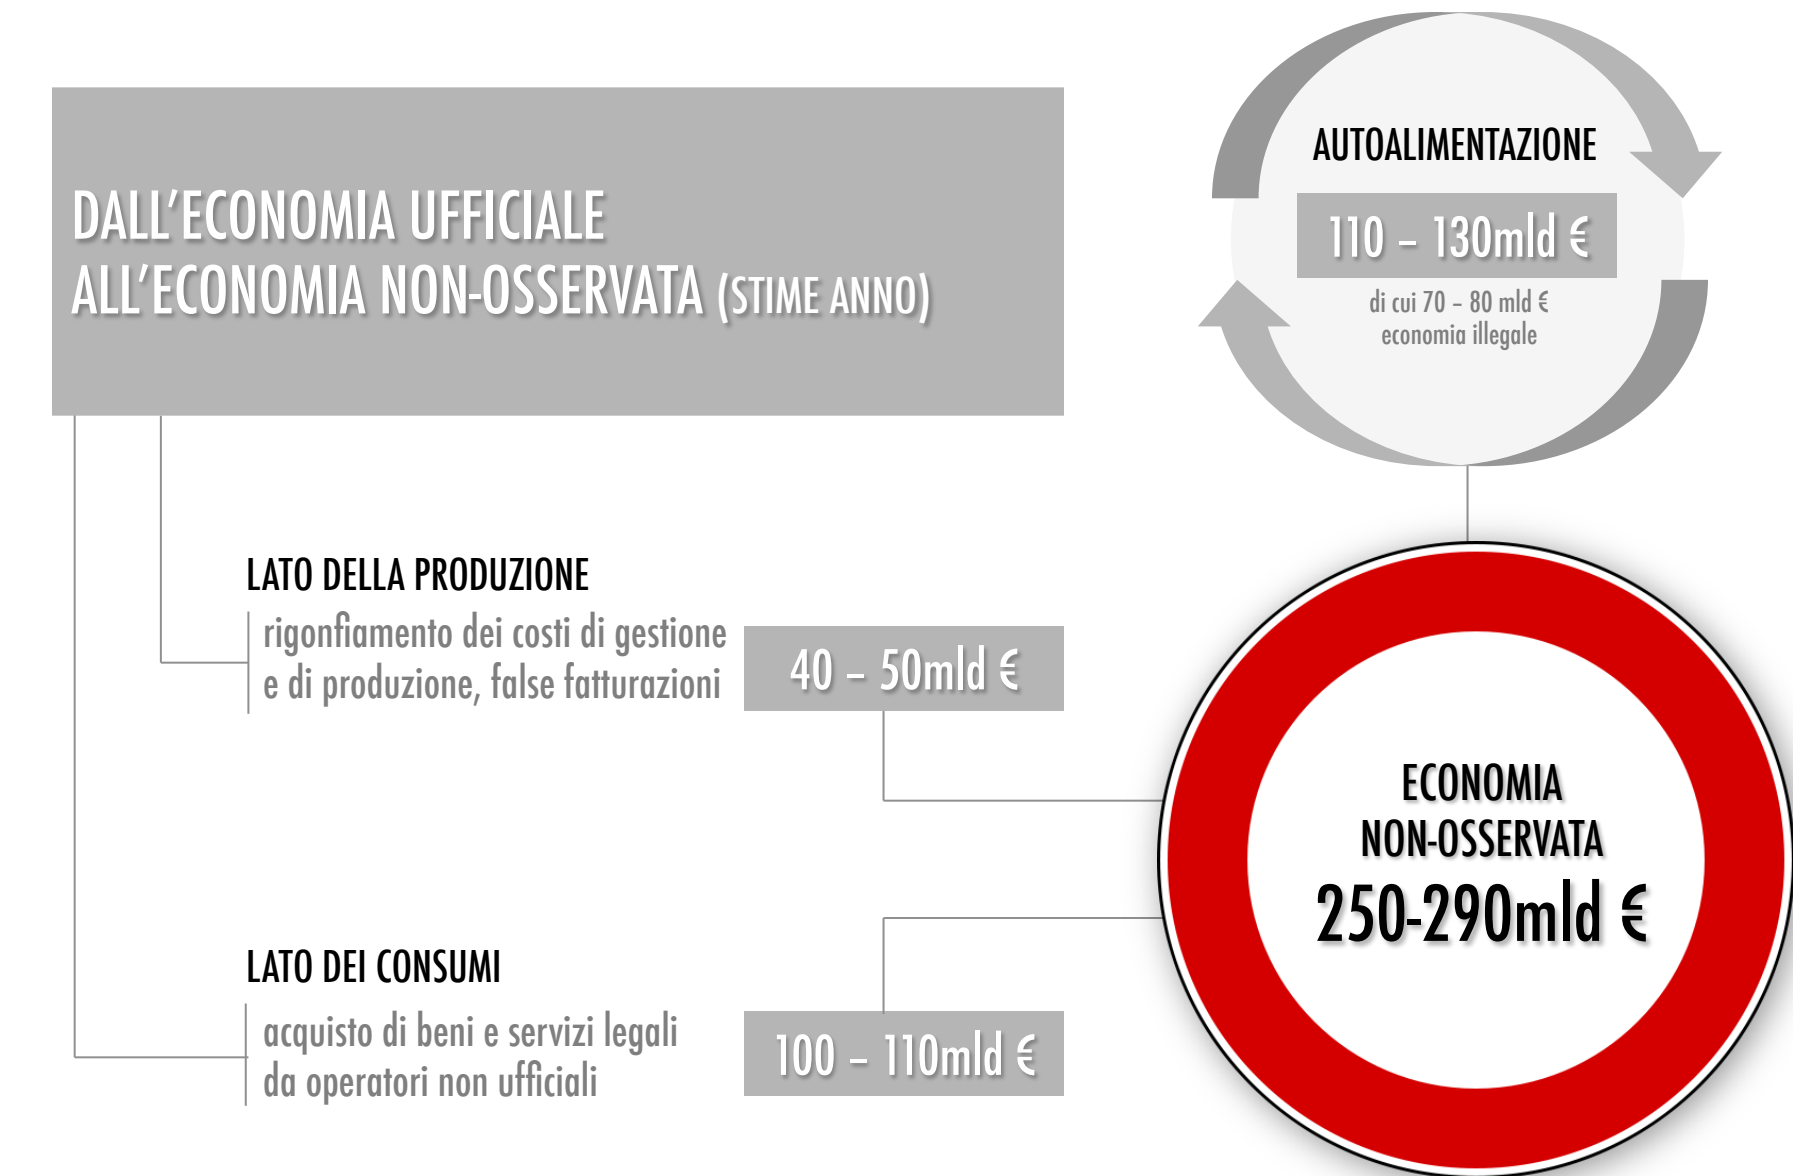 DALL’ECONOMIA UFFICIALE
ALL’ECONOMIA NON-OSSERVATA (STIME ANNO)
AUTOALIMENTAZIONE
110 – 130mld €
di cui 70 – 80 mld €
economia illegale
LATO DELLA PRODUZIONE
rigonfiamento dei costi di gestione
e di produzione, false fatturazioni
40 – 50mld €
ECONOMIA
NON-OSSERVATA
250-290mld €
LATO DEI CONSUMI
acquisto di beni e servizi legali
da operatori non ufficiali
100 – 110mld €